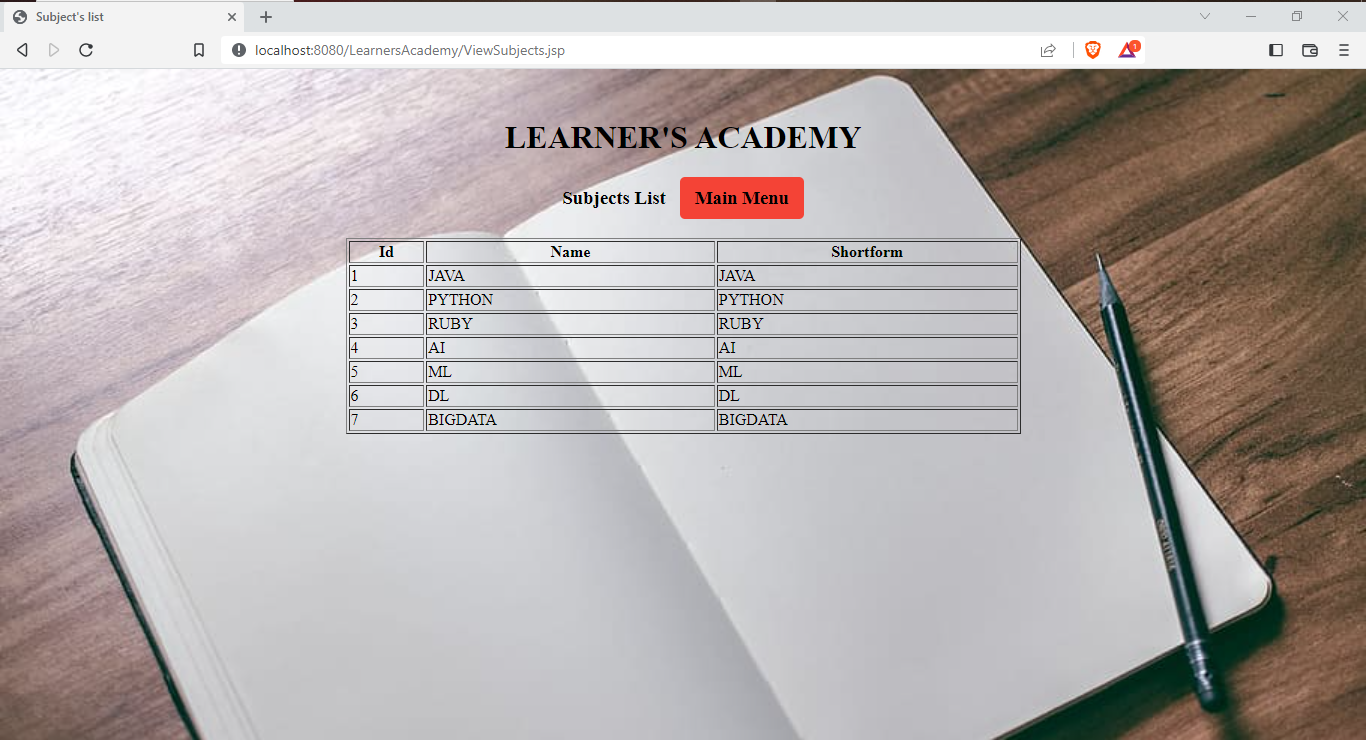 Subject's list
localhost:8080/LearnersAcademy/ViewSubjects.jsp
1
LEARNER'S ACADEMY
Subjects List Main Menu
Id Name Shortform
1 JAVA JAVA
2 PYTHON PYTHON
3 RUBY RUBY
4 AI AI
5 ML ML
6 DL DL
7 BIGDATA BIGDATA